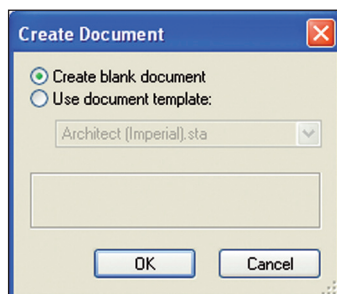 Create Document
Create blank document
Use document template:
Architect (Imperial).sta
OK Cancel